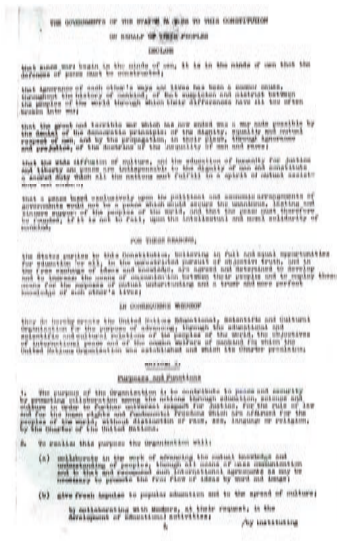 THE GOVERNMENTS OF THE STATES PARTIES TO THIS CONSTITUTION
ON BEHALF OF THEIR PEOPLES
DECLARE
that since wars begin in the minds of men, it is in the minds of men that the
defences of peace must be constructed;
that ignorance of each other's ways and lives has been a common cause,
throughout the history of mankind, of that suspicion and mistrust between
the peoples of the world through which their differences have all too often
broken into war;
that the great and terrible war which has now ended was a war made possible by
the denial of the democratic principles of the dignity, equality and mutual
respect of men, and by the propagation, in their place, through ignorance
and prejudice, of the doctrine of the inequality of men and races;
that the wide diffusion of culture, and the education of humanity for justice
and liberty and peace are indispensable to the dignity of man and constitute
a sacred duty which all the nations must fulfil in a spirit of mutual
that a peace based exclusively upon the political and economic arrangements of
governments would not be a peace which could secure the unanimous, lasting and
sincere support of the peoples of the world, and that the peace must therefore
be founded, if it is not to fail, upon the intellectual and moral solidarity of
mankind;
FOR THESE REASONS,
the States parties to this Constitution, believing in full and equal opportunities
for education for all, in the unrestricted pursuit of objective truth, and in
the free exchange of ideas and knowledge, are agreed and determined to develop
and to increase the means of communication between their peoples and to employ these
means for the purposes of mutual understanding and a truer and more perfect
knowledge of each other's lives;
IN CONSEQUENCE WHEREOF
they do hereby create the United Nations Educational, Scientific and Cultural
Organisation for the purpose of advancing, through the educational and
scientific and cultural relations of the peoples of the world, the objectives
of international peace and of the common welfare of mankind for which the
United Nations Organisation was established and which its Charter proclaims;
Purposes and Functions
1. The purpose of the Organisation is to contribute to peace and security
by promoting collaboration among the nations through education, science and
culture in order to further universal respect for justice, for the rule of law
and for the human rights and fundamental freedoms which are affirmed for the
peoples of the world, without distinction of race, sex, language or religion,
by the Charter of the United Nations.
2. To realise this purpose the Organisation will:
(a) collaborate in the work of advancing the mutual knowledge and
understanding of peoples, through all means of mass communication
and to that end recommend such international agreements as may be
necessary to promote the free flow of ideas by word and image;
(b) give fresh impulse to popular education and to the spread of culture;
by collaborating with Members, at their request, in the
development of educational activities;
/by instituting